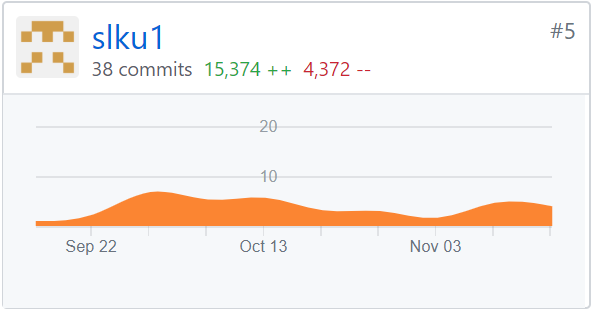 slku1
#5
38 commits 15,374 ++ 4,372 --
20
10
Sep 22 Oct 13 Nov 03